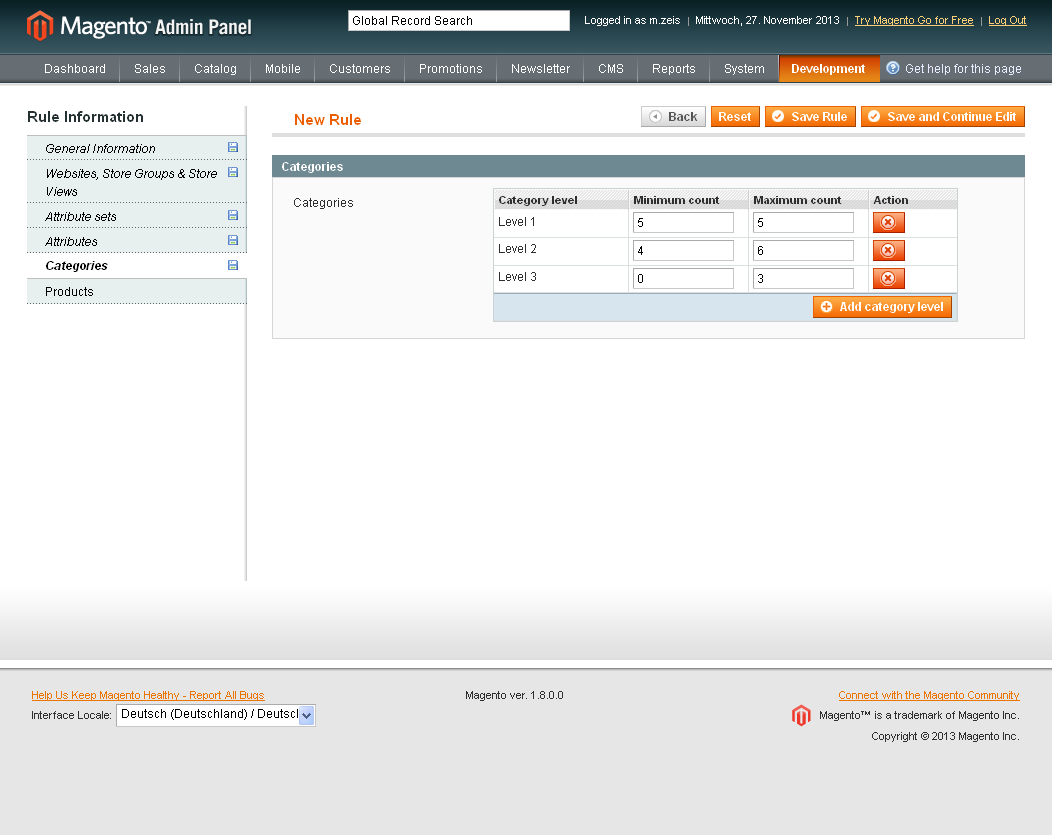 Magento™ Admin Panel
Global Record Search
Logged in as m.zeis | Mittwoch, 27. November 2013 | Try Magento Go for Free | Log Out
Dashboard Sales Catalog Mobile Customers Promotions Newsletter CMS Reports System Development Get help for this page
Rule Information
General Information
Websites, Store Groups & Store
Views
Attribute sets
Attributes
Categories
Products
New Rule
Back Reset Save Rule Save and Continue Edit
Categories
Categories
Category level Minimum count Maximum count Action
Level 1 5 5
Level 2 4 6
Level 3 0 3
Add category level
Help Us Keep Magento Healthy - Report All Bugs
Interface Locale: Deutsch (Deutschland) / Deutscl
Magento ver. 1.8.0.0
Connect with the Magento Community
Magento™ is a trademark of Magento Inc.
Copyright © 2013 Magento Inc.